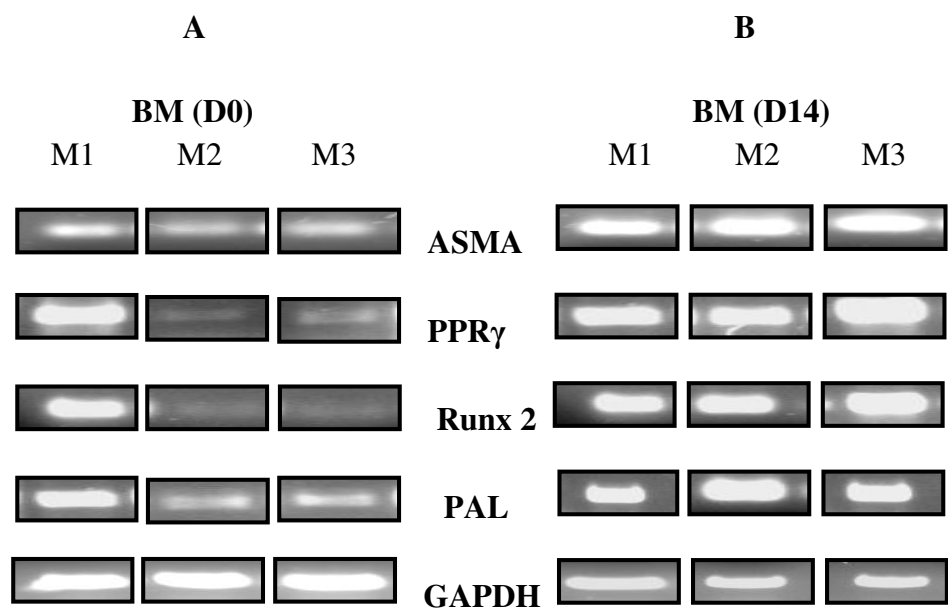 A B
BM (D0) BM (D14)
M1 M2 M3 M1 M2 M3
ASMA
PPRγ
Runx 2
PAL
GAPDH